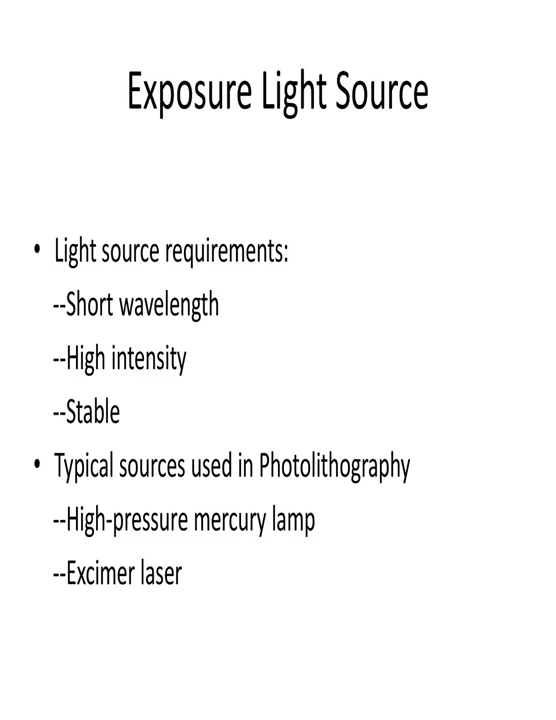 Exposure Light Source
• Light source requirements:
--Short wavelength
--High intensity
--Stable
• Typical sources used in Photolithography
--High-pressure mercury lamp
--Excimer laser